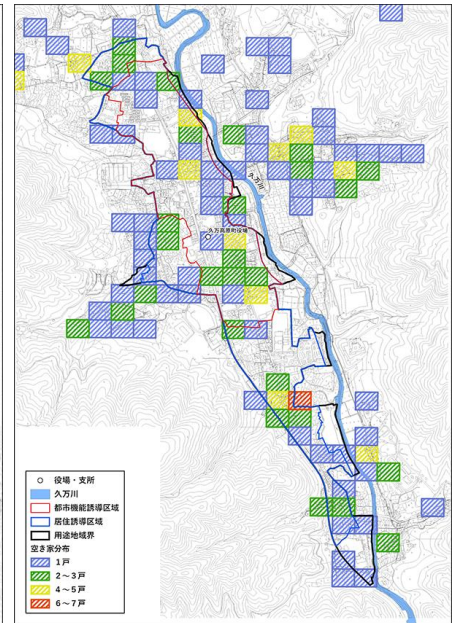 久万川
久万高原町役場
役場・支所
久万川
都市機能誘導区域
居住誘導区域
用途地域界
空き家分布
1戸
2~3戸
4~5戸
6~7戸